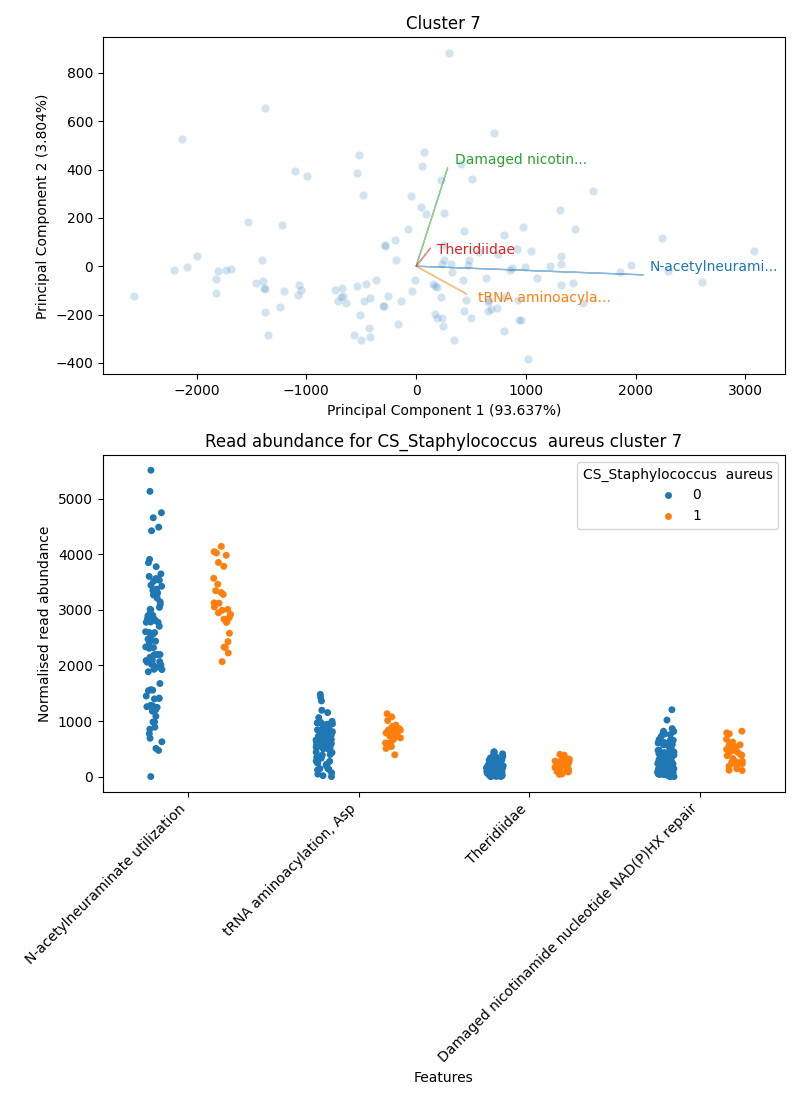 Cluster 7
Principal Component 2 (3.804%)
800
600
400
200
0
−200
−400
Damaged nicotin...
Theridiidae
N-acetylneurami...
tRNA aminoacyla...
−2000
−1000
0
1000
2000
3000
Principal Component 1 (93.637%)
Read abundance for CS_Staphylococcus  aureus cluster 7
Normalised read abundance
5000
4000
3000
2000
1000
0
CS_Staphylococcus  aureus
0
1
N-acetylneuraminate utilization
tRNA aminoacylation, Asp
Theridiidae
Damaged nicotinamide nucleotide NAD(P)HX repair
Features